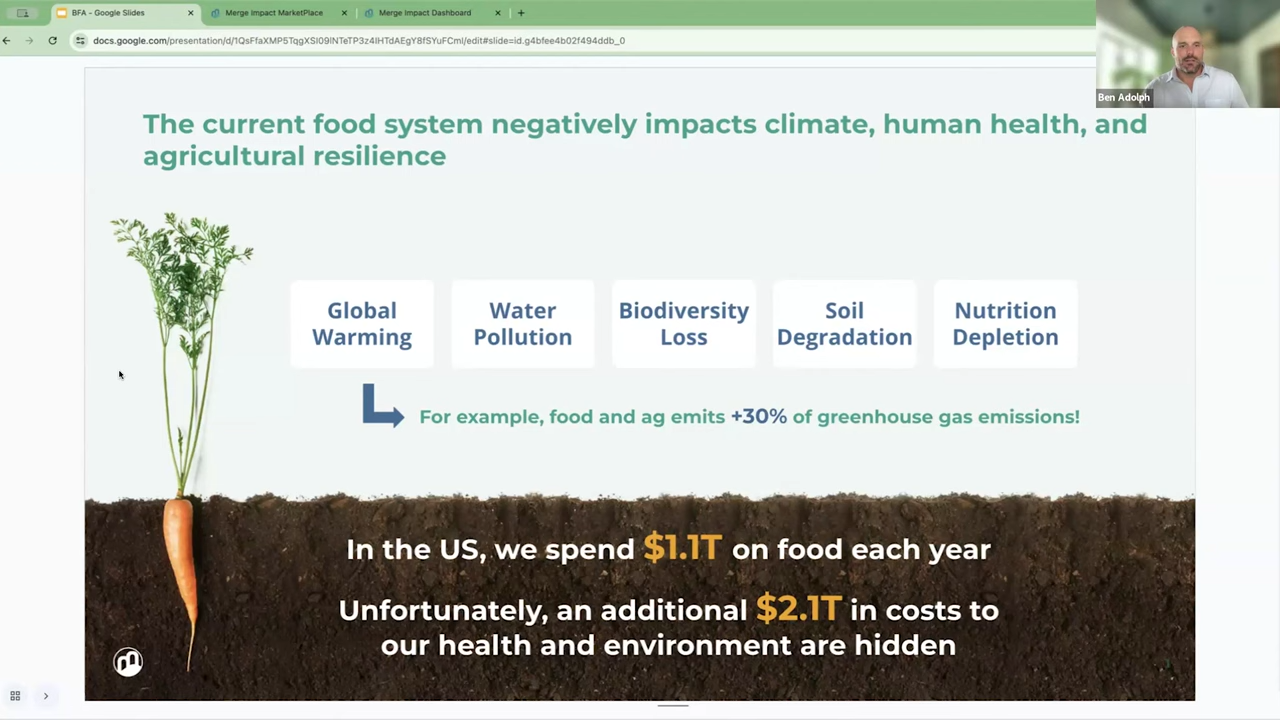 BFA - Google Slides
Merge Impact MarketPlace
Merge Impact Dashboard
docs.google.com/presentation/d/1QsFfaXMP5TqgXSI09lNTeTP3z4IHTdAEgY8fSYuFCmI/edit#slide=id.g4bfee4b02f494ddb_0
Ben Adolph
The current food system negatively impacts climate, human health, and
agricultural resilience
Global
Warming
Water
Pollution
Biodiversity
Loss
Soil
Degradation
Nutrition
Depletion
For example, food and ag emits +30% of greenhouse gas emissions!
In the US, we spend $1.1T on food each year
Unfortunately, an additional $2.1T in costs to
our health and environment are hidden